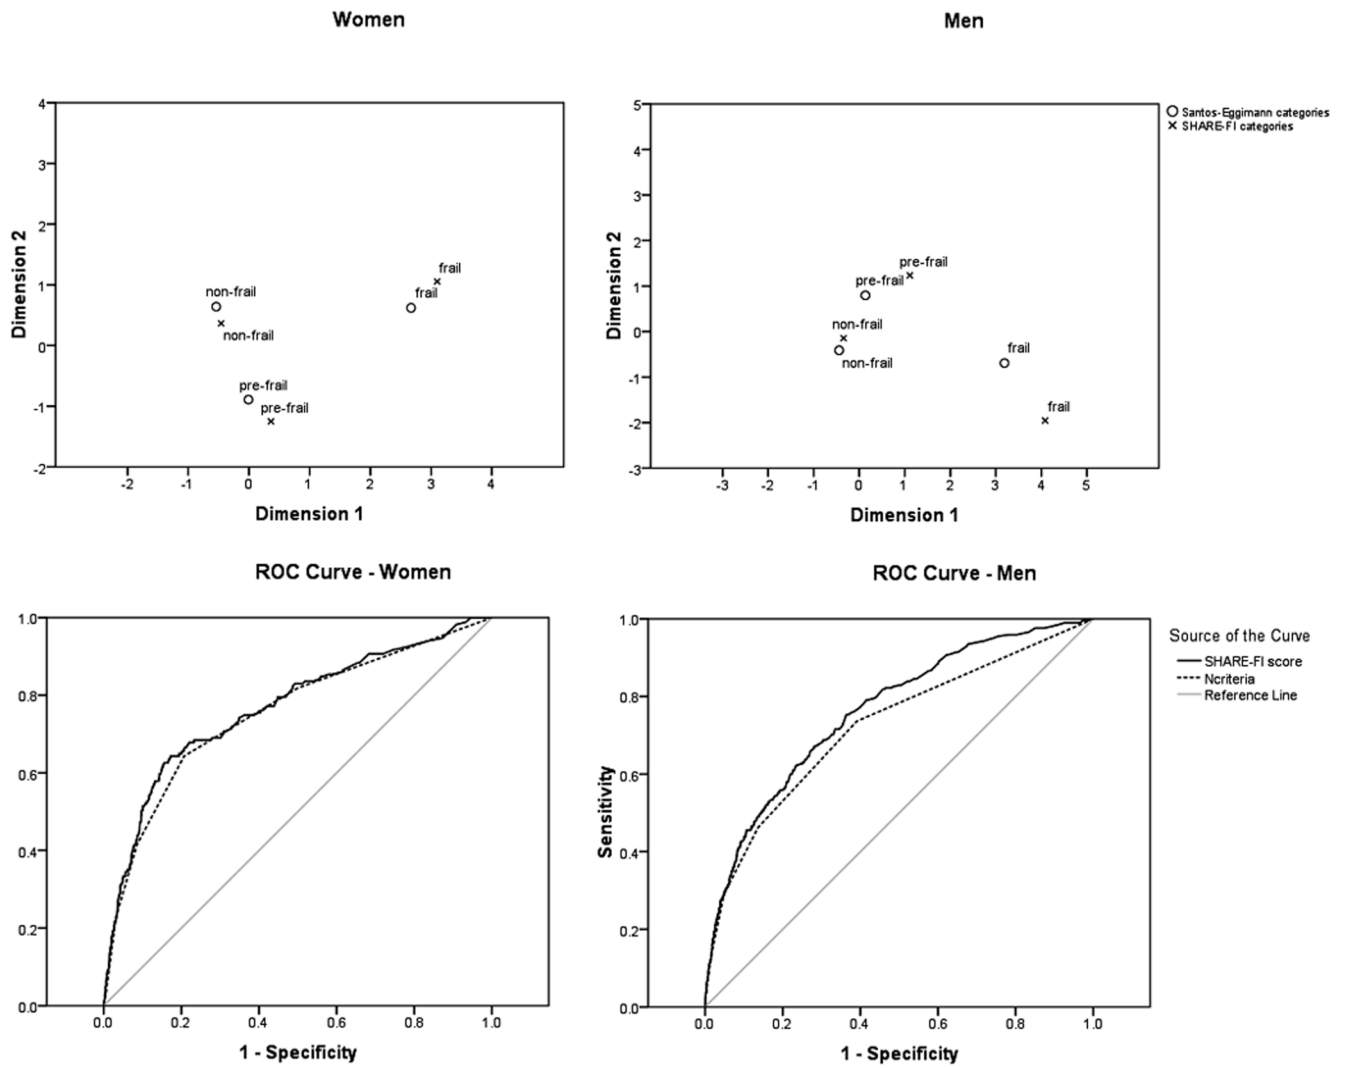 Women
Men
4
3
2
1
0
-1
-2
Dimension 2
non-frail
non-frail
pre-frail
pre-frail
frail
frail
-2
-1
0
1
2
3
4
Dimension 1
5
4
3
2
1
0
-1
-2
-3
Dimension 2
pre-frail
pre-frail
non-frail
non-frail
frail
frail
-3
-2
-1
0
1
2
3
4
5
Dimension 1
Santos-Eggimann categories
SHARE-FI categories
ROC Curve - Women
1.0
0.8
0.6
0.4
0.2
0.0
0.0
0.2
0.4
0.6
0.8
1.0
1 - Specificity
ROC Curve - Men
Sensitivity
1.0
0.8
0.6
0.4
0.2
0.0
0.0
0.2
0.4
0.6
0.8
1.0
1 - Specificity
Source of the Curve
SHARE-FI score
Ncriteria
Reference Line